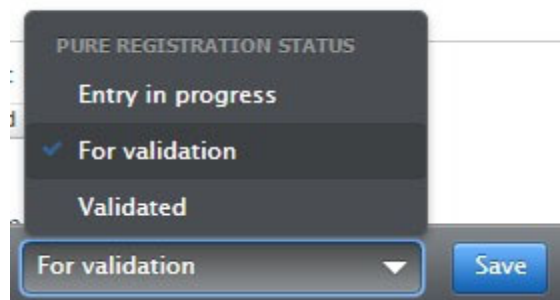 PURE REGISTRATION STATUS
Entry in progress
For validation
Validated
For validation
Save